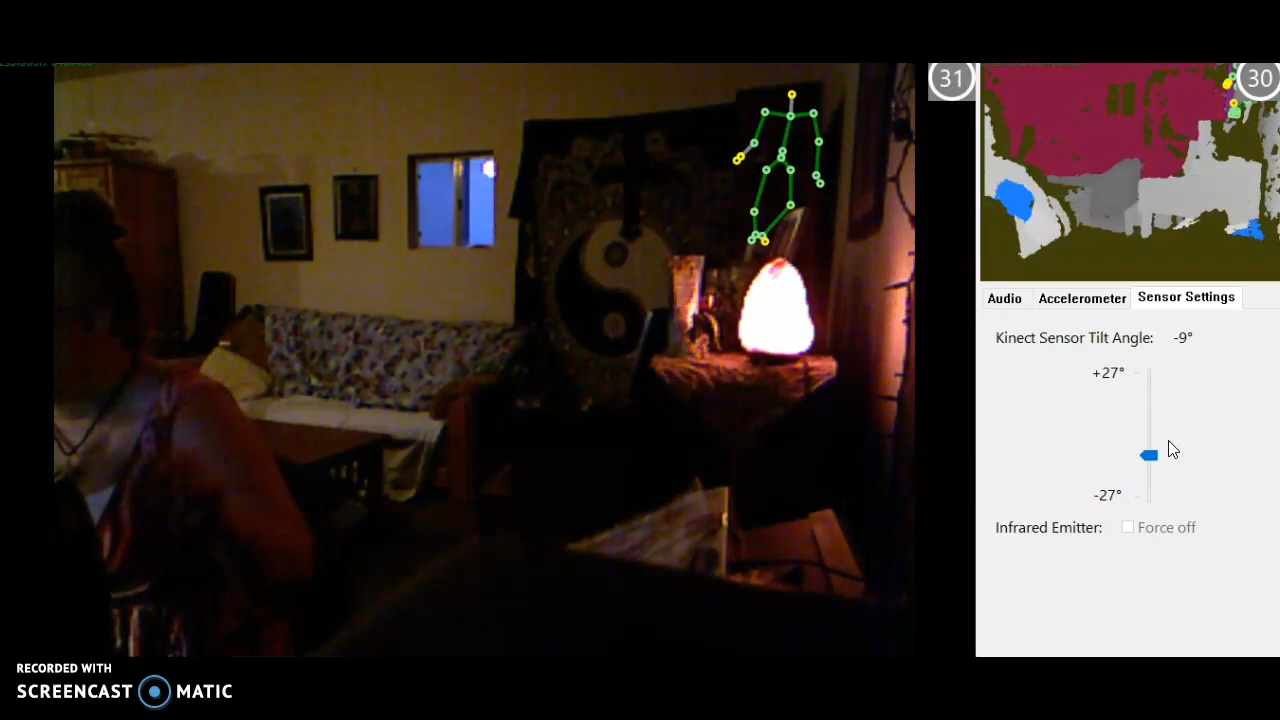 31
30
Audio
Accelerometer
Sensor Settings
Kinect Sensor Tilt Angle: -9°
+27°
-27°
Infrared Emitter: Force off
RECORDED WITH
SCREENCAST MATIC